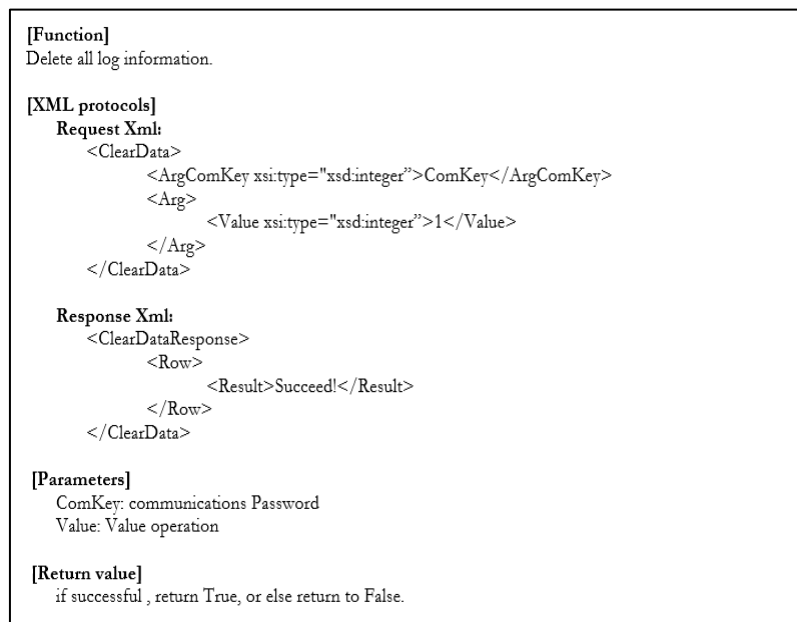 [Function]
Delete all log information.
[XML protocols]
Request Xml:
<ClearData>
<ArgComKey xsi:type="xsd:integer”>ComKey</ArgComKey>
<Arg>
<Value xsi:type="xsd:integer”>1</Value>
</Arg>
</ClearData>
Response Xml:
<ClearDataResponse>
<Row>
<Result>Succeed!</Result>
</Row>
</ClearData>
[Parameters]
ComKey: communications Password
Value: Value operation
[Return value]
if successful , return True, or else return to False.